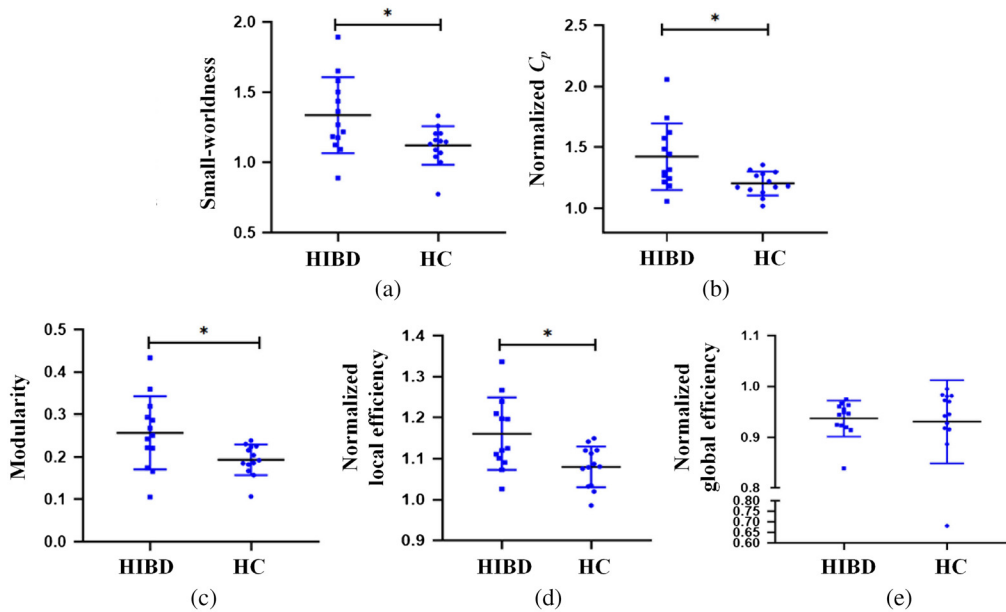 Small-worldness
2.0
1.5
1.0
0.5
*
HIBD
HC
(a)
Normalized Cp
2.5
2.0
1.5
1.0
*
HIBD
HC
(b)
Modularity
0.5
0.4
0.3
0.2
0.1
0.0
*
HIBD
HC
(c)
Normalized
local efficiency
1.4
1.3
1.2
1.1
1.0
0.9
*
HIBD
HC
(d)
Normalized
global efficiency
1.1
1.0
0.9
0.8
0.80
0.75
0.70
0.65
0.60
HIBD
HC
(e)